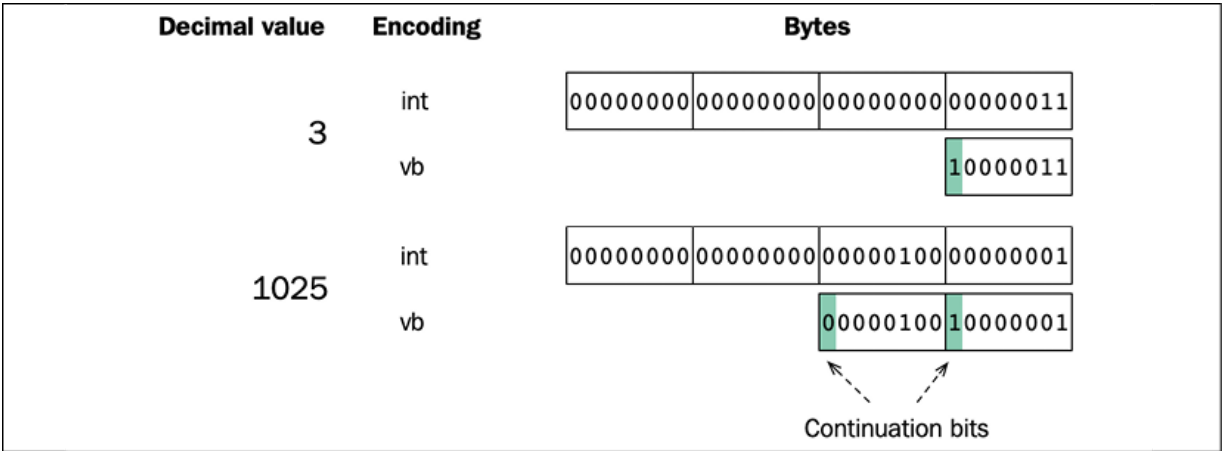 Decimal value Encoding Bytes
int 00000000 00000000 00000000 00000011
3
vb 10000011
int 00000000 00000000 00000100 00000001
1025
vb 00000100 10000001
Continuation bits